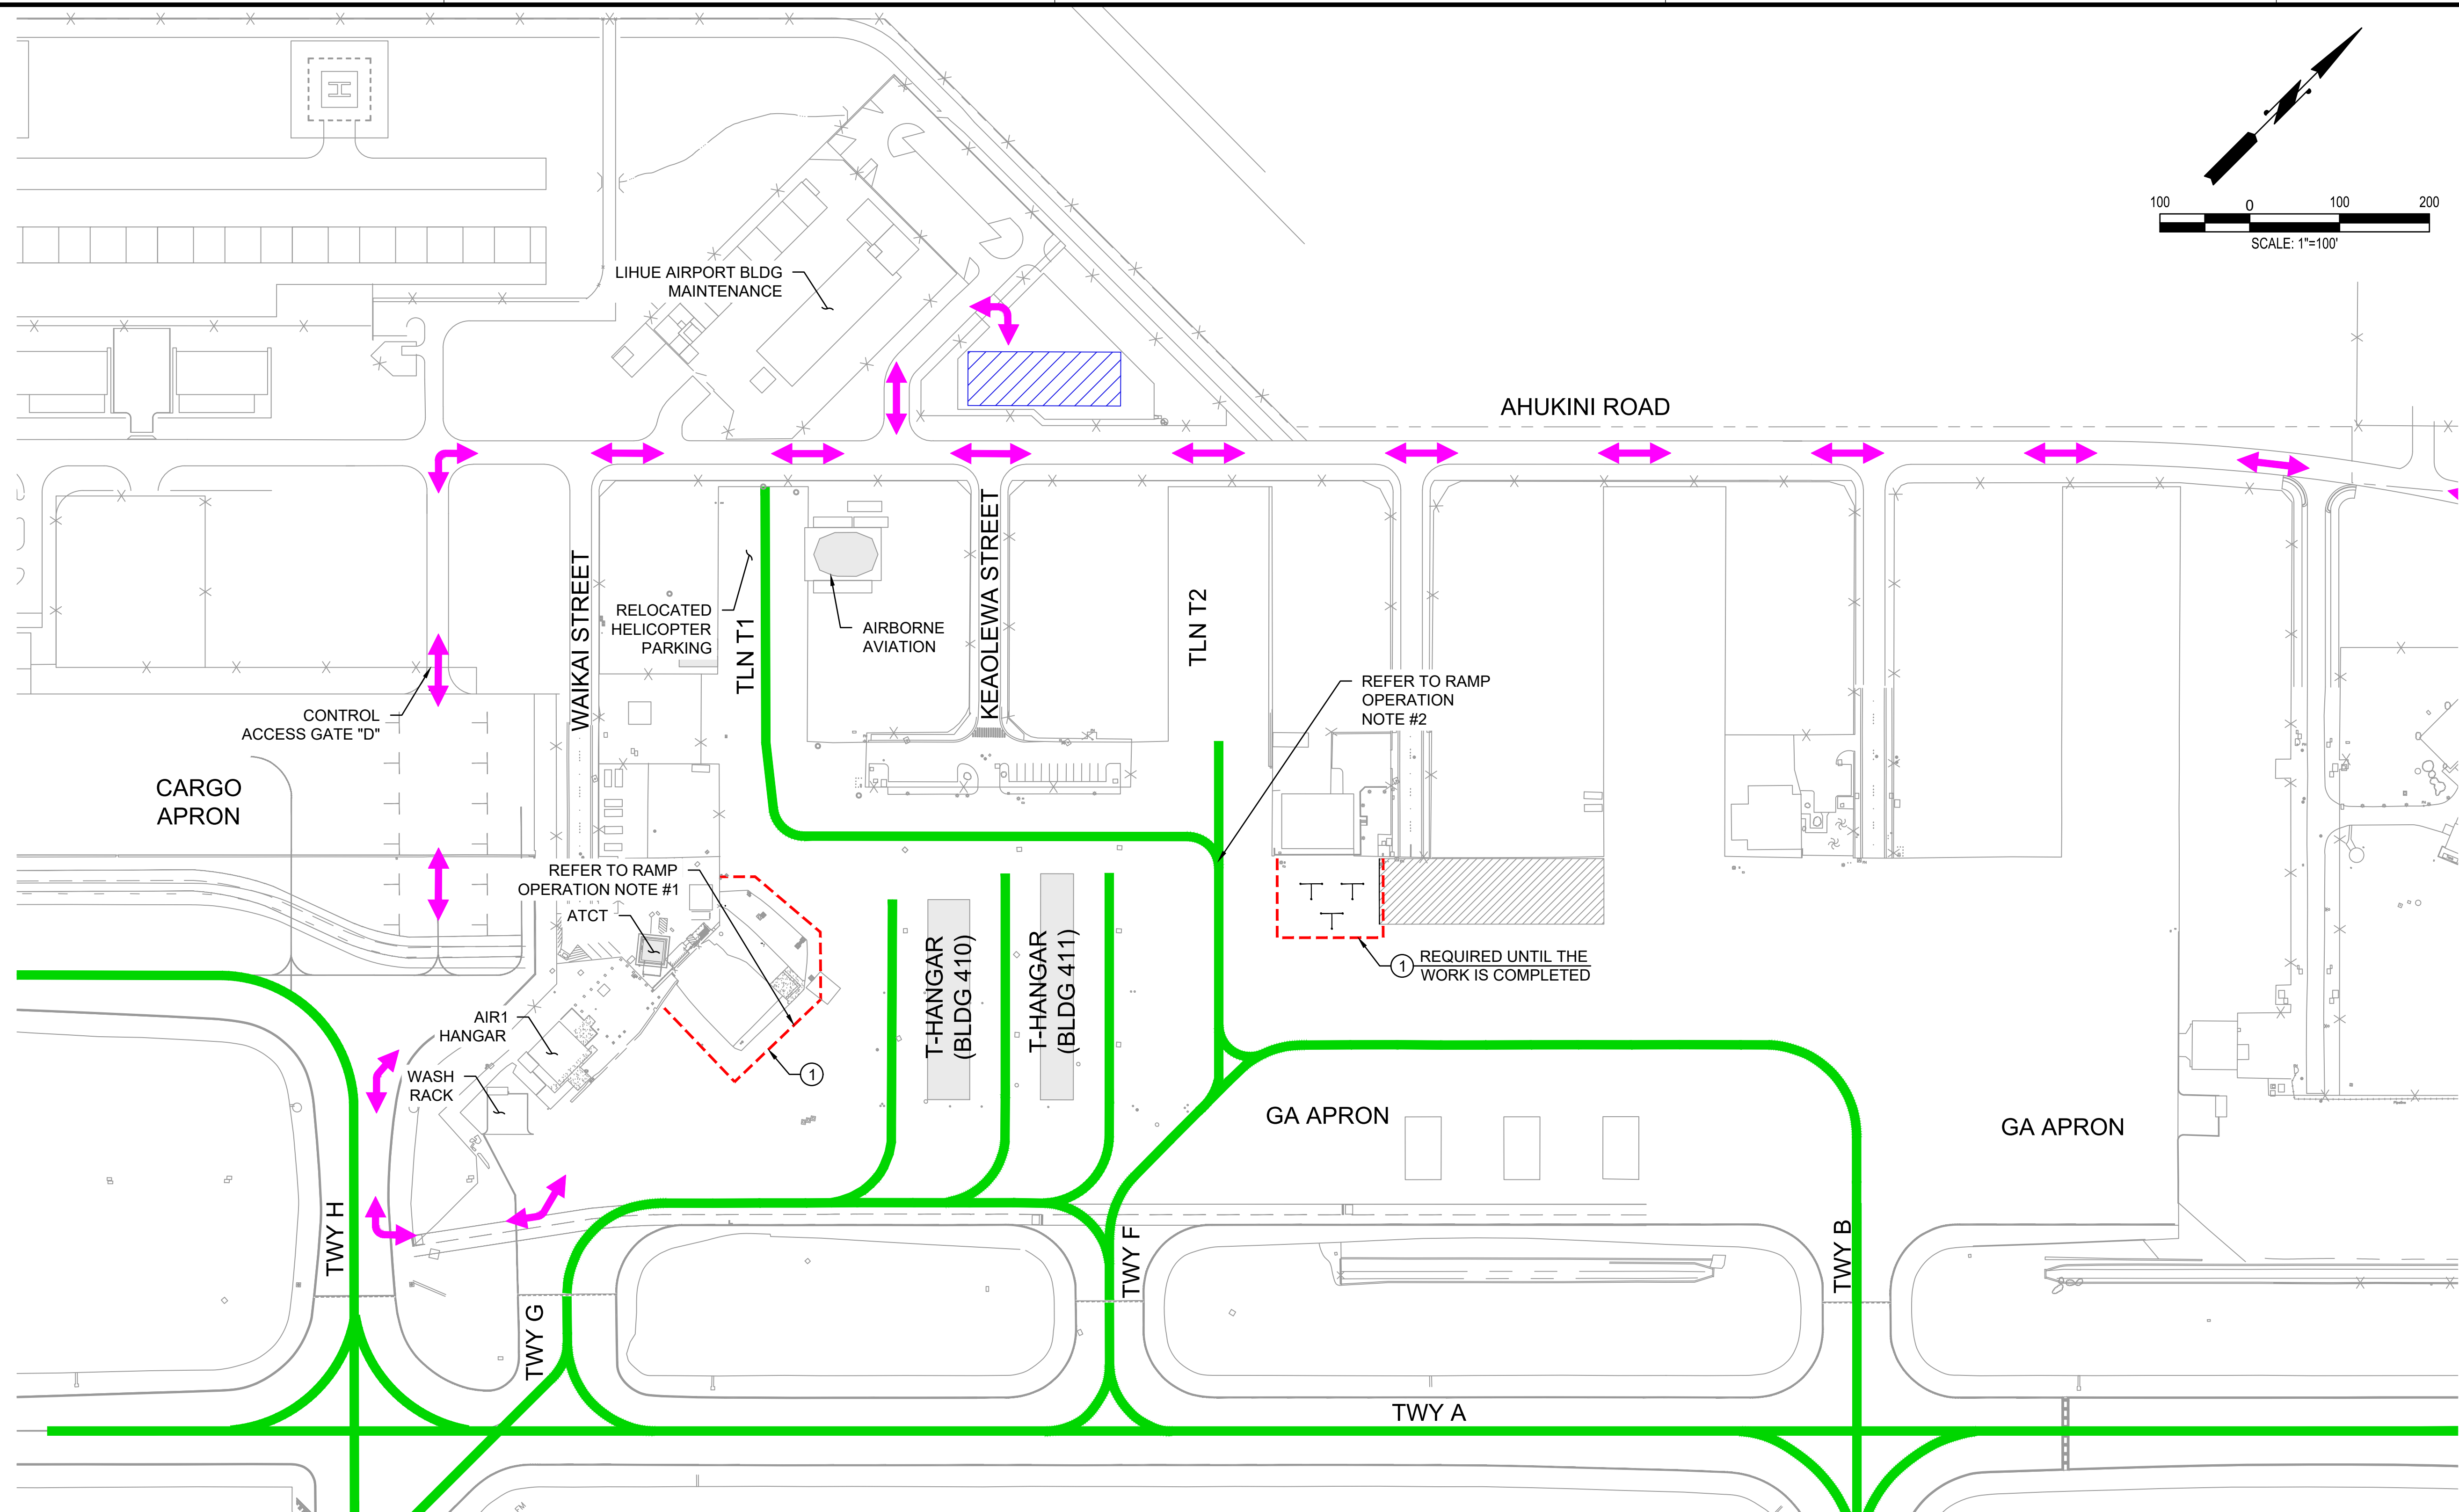 100 0 100 200
SCALE: 1"=100'
H
LIHUE AIRPORT BLDG
MAINTENANCE
AHUKINI ROAD
WAIKAI STREET
RELOCATED
HELICOPTER
PARKING
TLN T1
AIRBORNE
AVIATION
KEAOLEWA STREET
TLN T2
REFER TO RAMP
OPERATION
NOTE #2
CONTROL
ACCESS GATE "D"
CARGO
APRON
REFER TO RAMP
OPERATION NOTE #1
ATCT
T-HANGAR
(BLDG 410)
T-HANGAR
(BLDG 411)
1 REQUIRED UNTIL THE
WORK IS COMPLETED
AIR1
HANGAR
1
WASH
RACK
GA APRON
GA APRON
TWY H
TWY G
TWY F
TWY B
TWY A